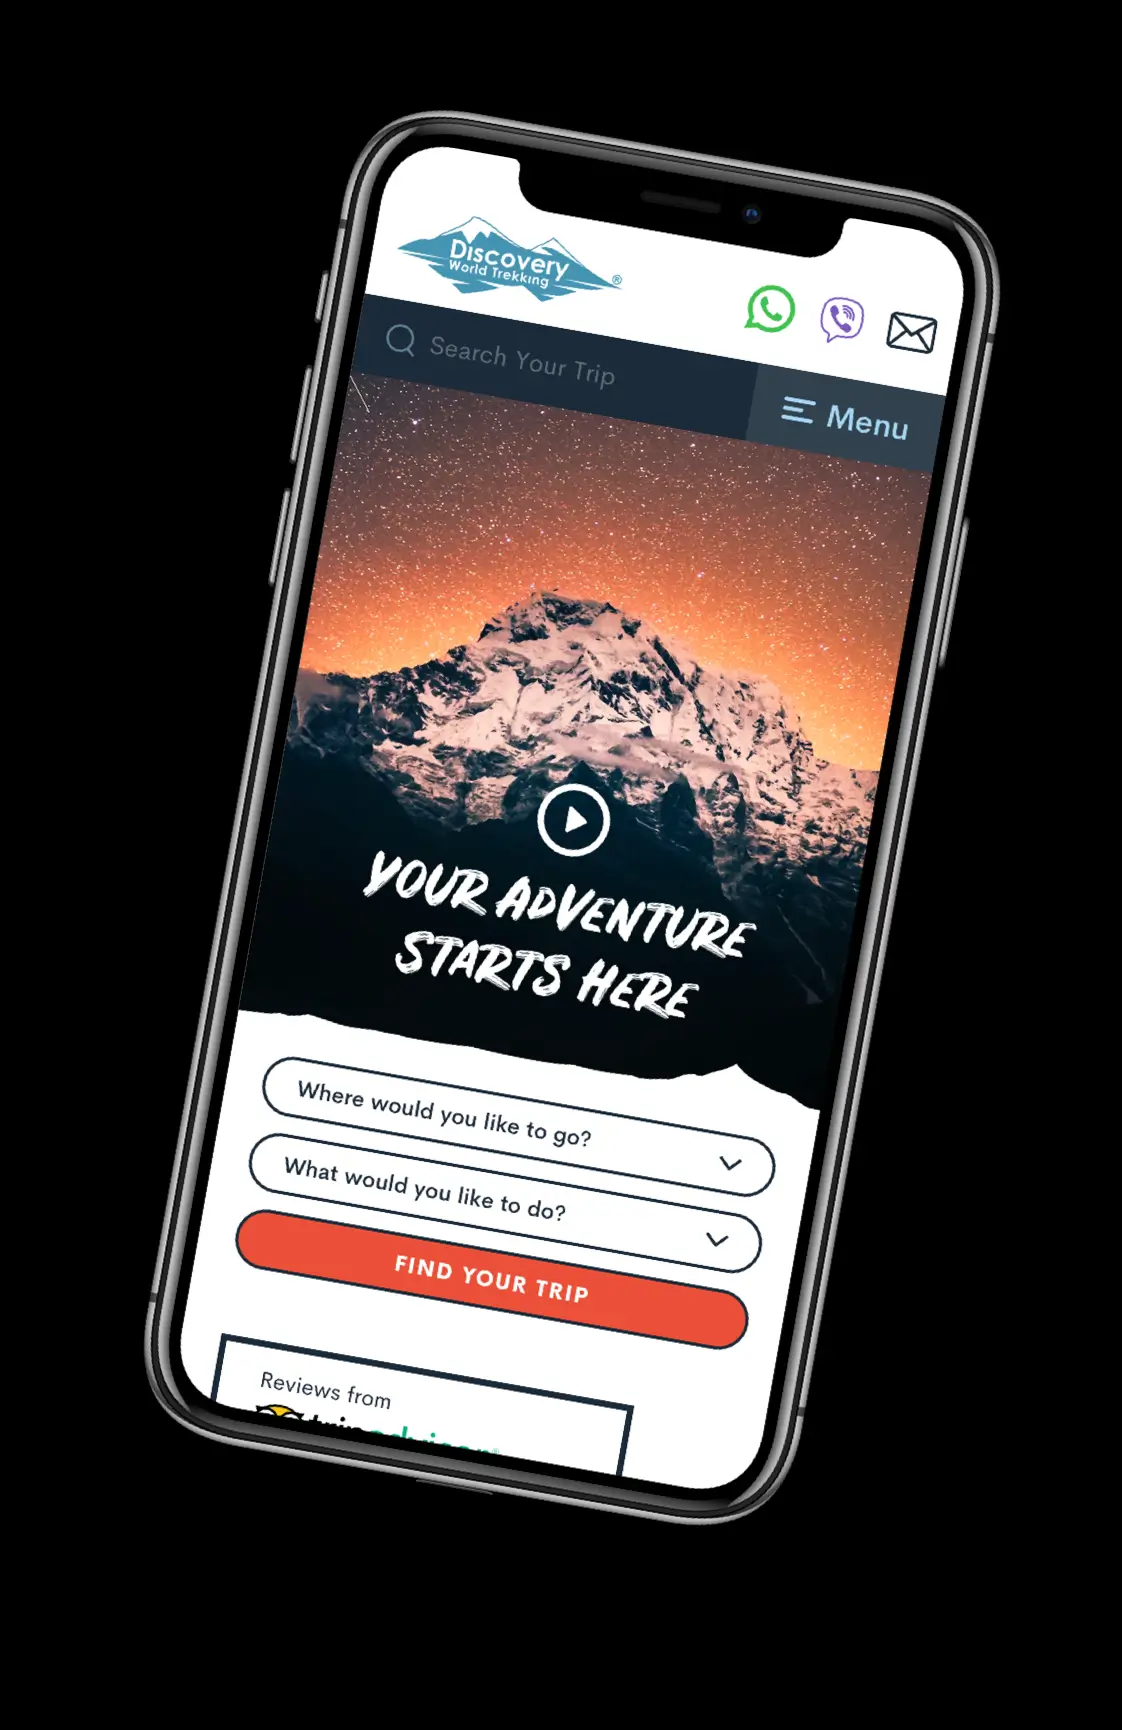 Discovery
World Trekking
®
Search Your Trip
Menu
YOUR ADVENTURE
STARTS HERE
Where would you like to go?
What would you like to do?
FIND YOUR TRIP
Reviews from
tripadvisor